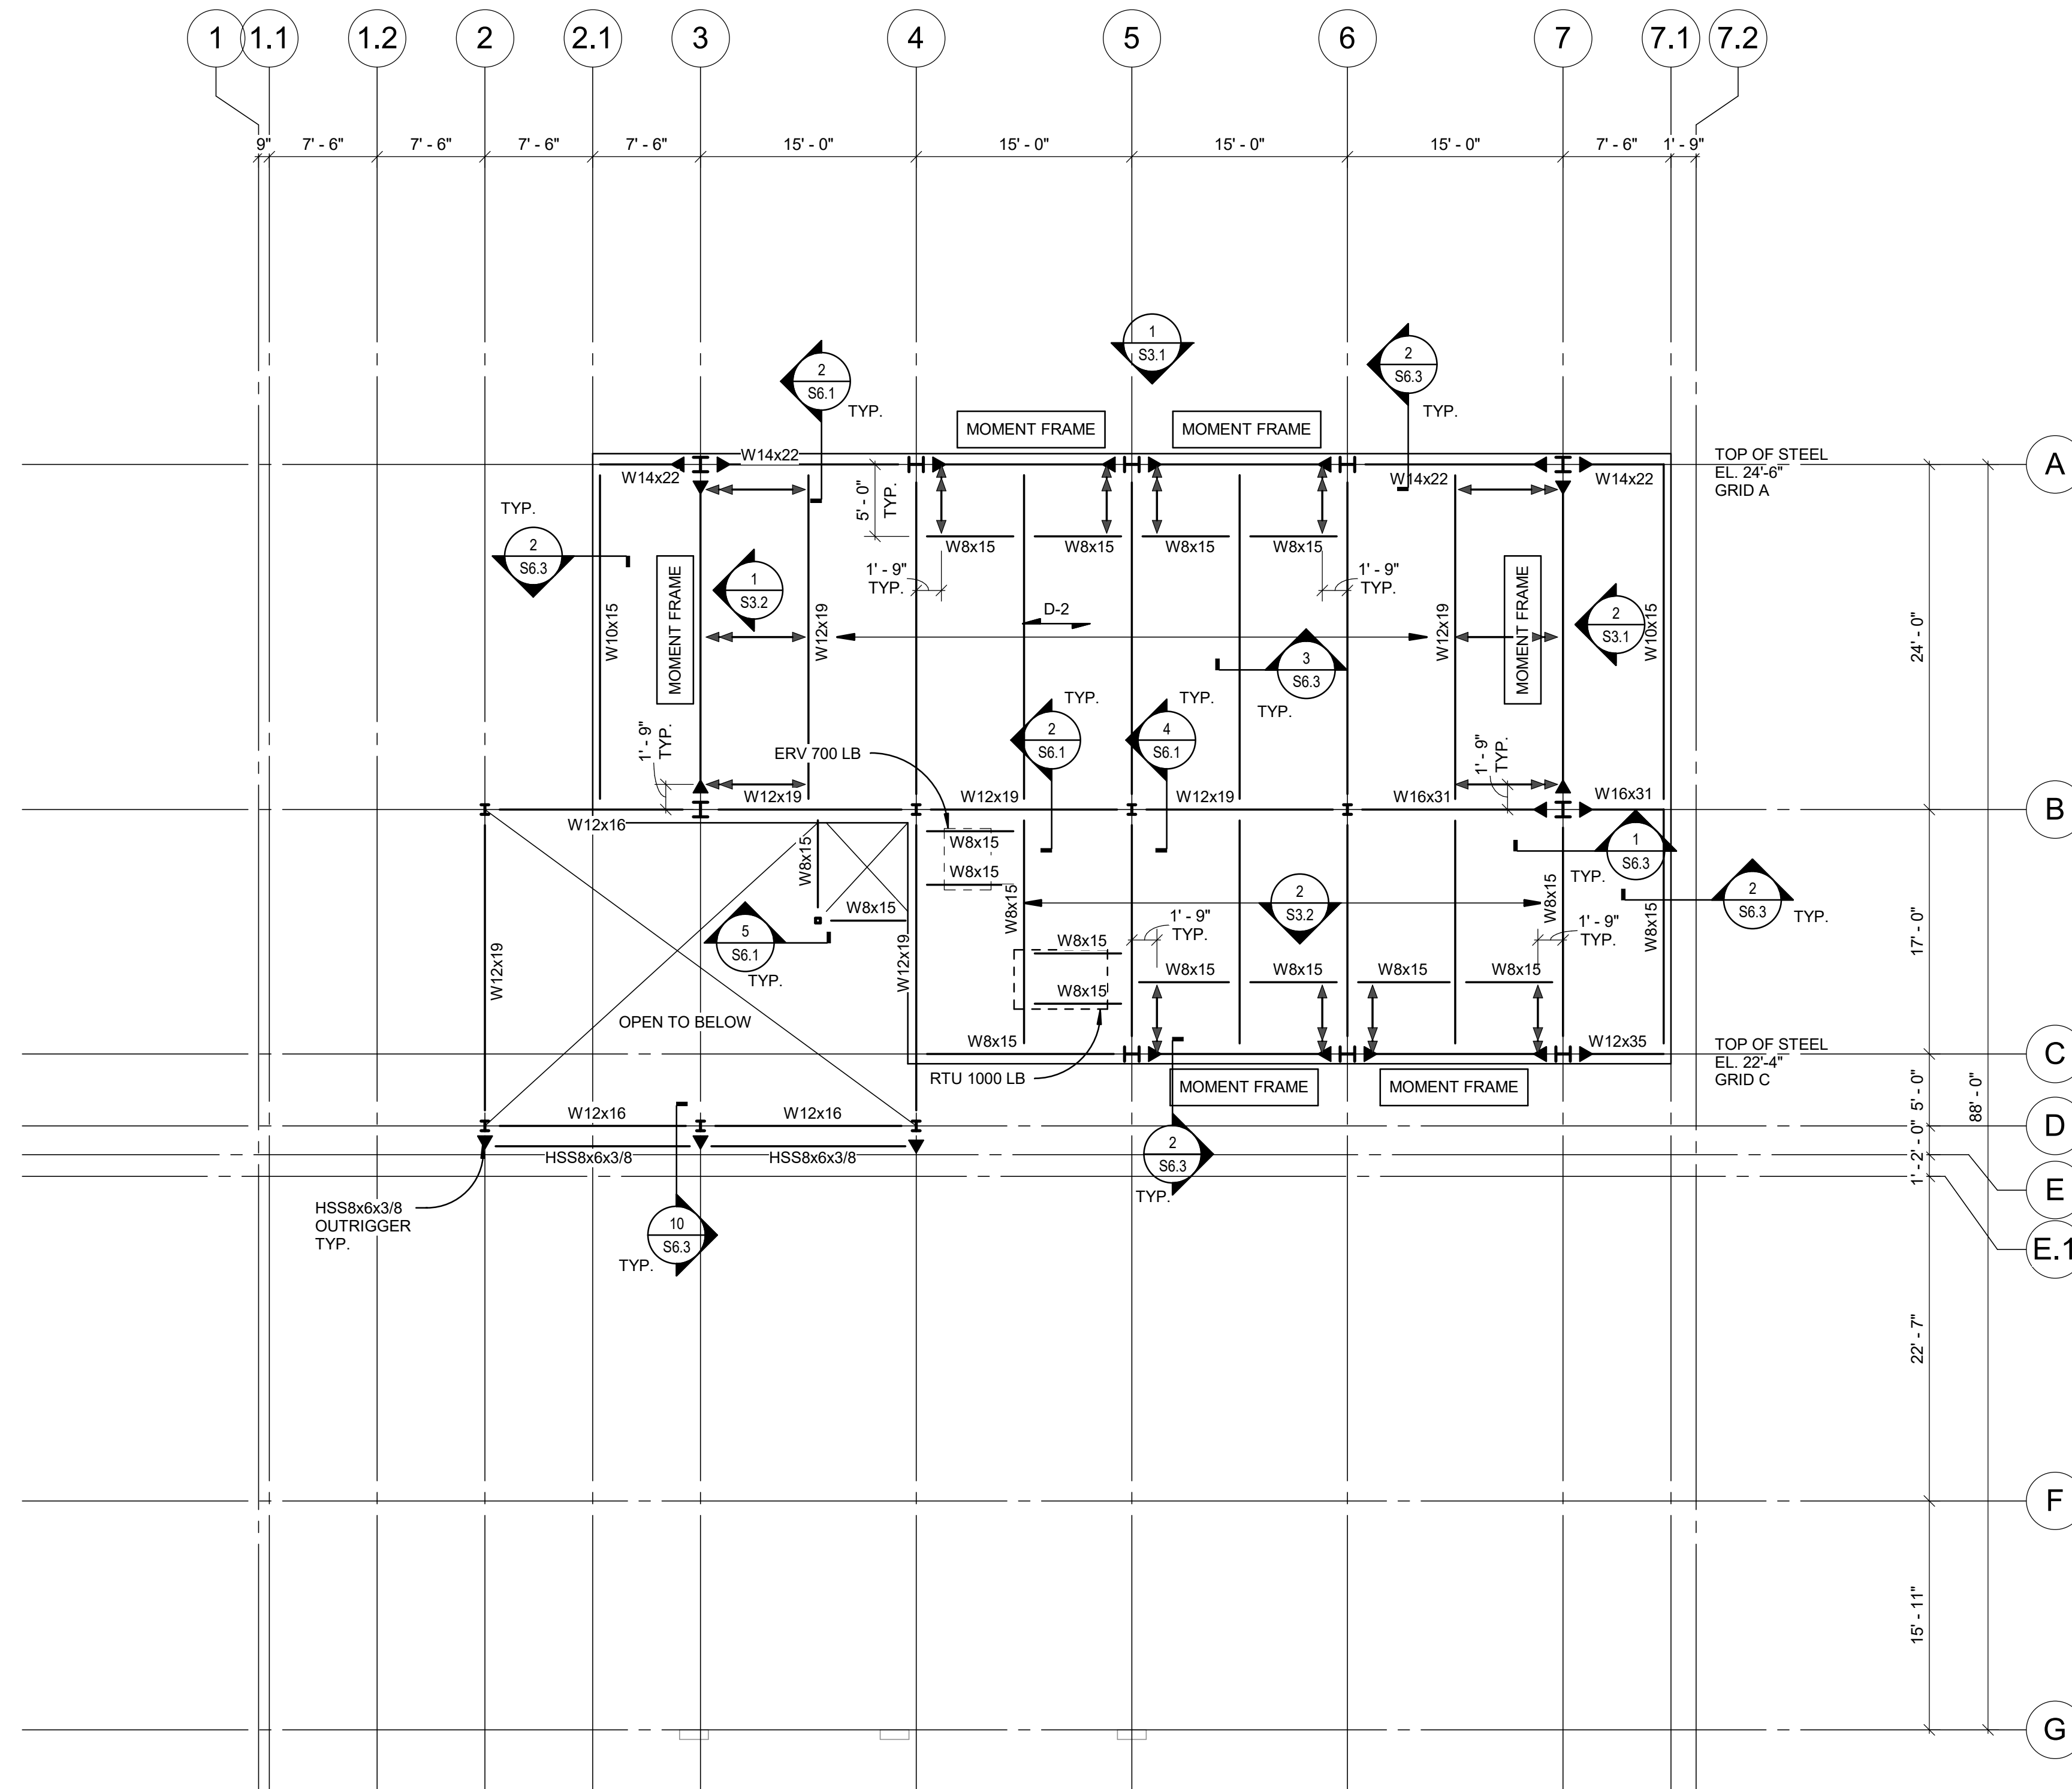 1
1.1
1.2
2
2.1
3
4
5
6
7
7.1
7.2
9"
7' - 6"
7' - 6"
7' - 6"
7' - 6"
15' - 0"
15' - 0"
15' - 0"
15' - 0"
7' - 6"
1' - 9"
1
S3.1
2
S6.1
TYP.
2
S6.3
TYP.
MOMENT FRAME
MOMENT FRAME
W14x22
W14x22
W14x22
W14x22
TOP OF STEEL
EL. 24'-6"
GRID A
A
5' - 0"
TYP.
TYP.
2
S6.3
W8x15
W8x15
W8x15
W8x15
1' - 9"
TYP.
1' - 9"
TYP.
1
S3.2
MOMENT FRAME
W10x15
W12x19
D-2
W12x19
MOMENT FRAME
2
S3.1
W10x15
24' - 0"
3
S6.3
TYP.
2
S6.1
TYP.
4
S6.1
TYP.
1' - 9"
TYP.
1' - 9"
TYP.
ERV 700 LB
W12x19
W12x19
W12x19
W16x31
W16x31
B
W12x16
W8x15
W8x15
W8x15
W8x15
W8x15
W8x15
W8x15
1
S6.3
TYP.
2
S6.3
TYP.
2
S3.2
1' - 9"
TYP.
1' - 9"
TYP.
17' - 0"
5
S6.1
TYP.
W12x19
W12x19
W8x15
W8x15
W8x15
W8x15
W8x15
W8x15
OPEN TO BELOW
W8x15
W12x35
TOP OF STEEL
EL. 22'-4"
GRID C
C
RTU 1000 LB
MOMENT FRAME
MOMENT FRAME
5' - 0"
88' - 0"
W12x16
W12x16
D
2' - 0"
HSS8x6x3/8
HSS8x6x3/8
2
S6.3
TYP.
1' -
E
HSS8x6x3/8
OUTRIGGER
TYP.
10
S6.3
TYP.
E.1
22' - 7"
F
15' - 11"
G